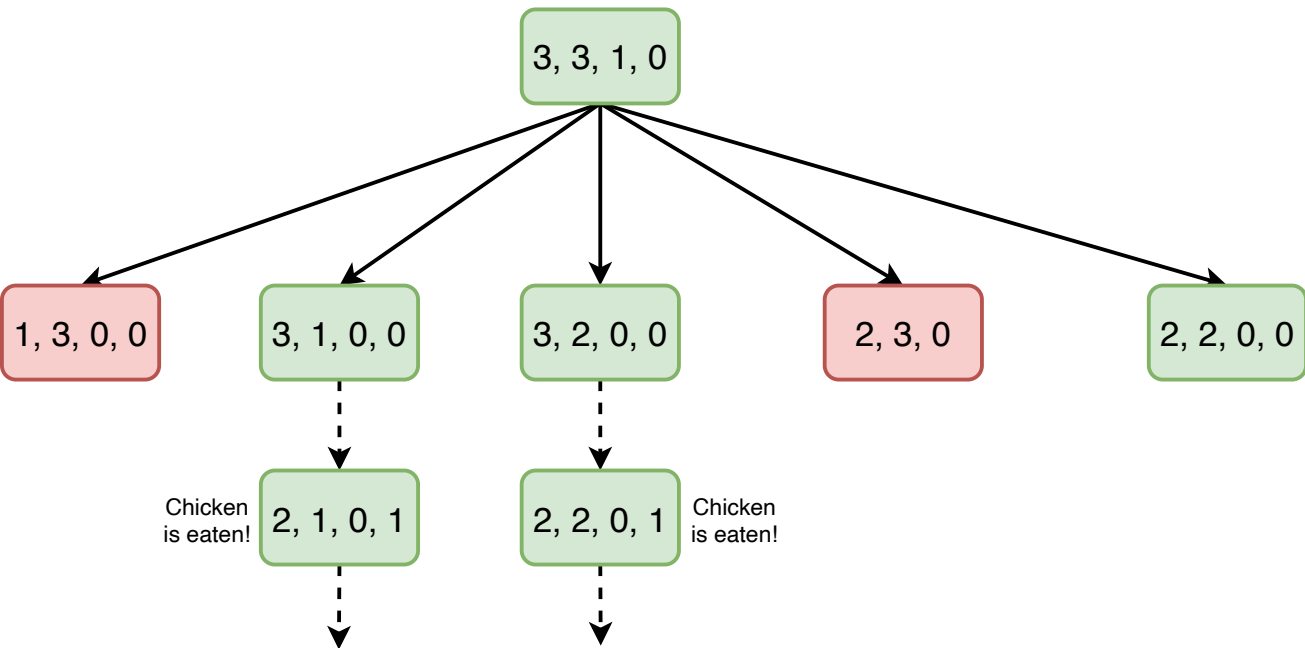 3, 3, 1, 0
1, 3, 0, 0
3, 1, 0, 0
3, 2, 0, 0
2, 3, 0
2, 2, 0, 0
Chicken
is eaten!
2, 1, 0, 1
2, 2, 0, 1
Chicken
is eaten!